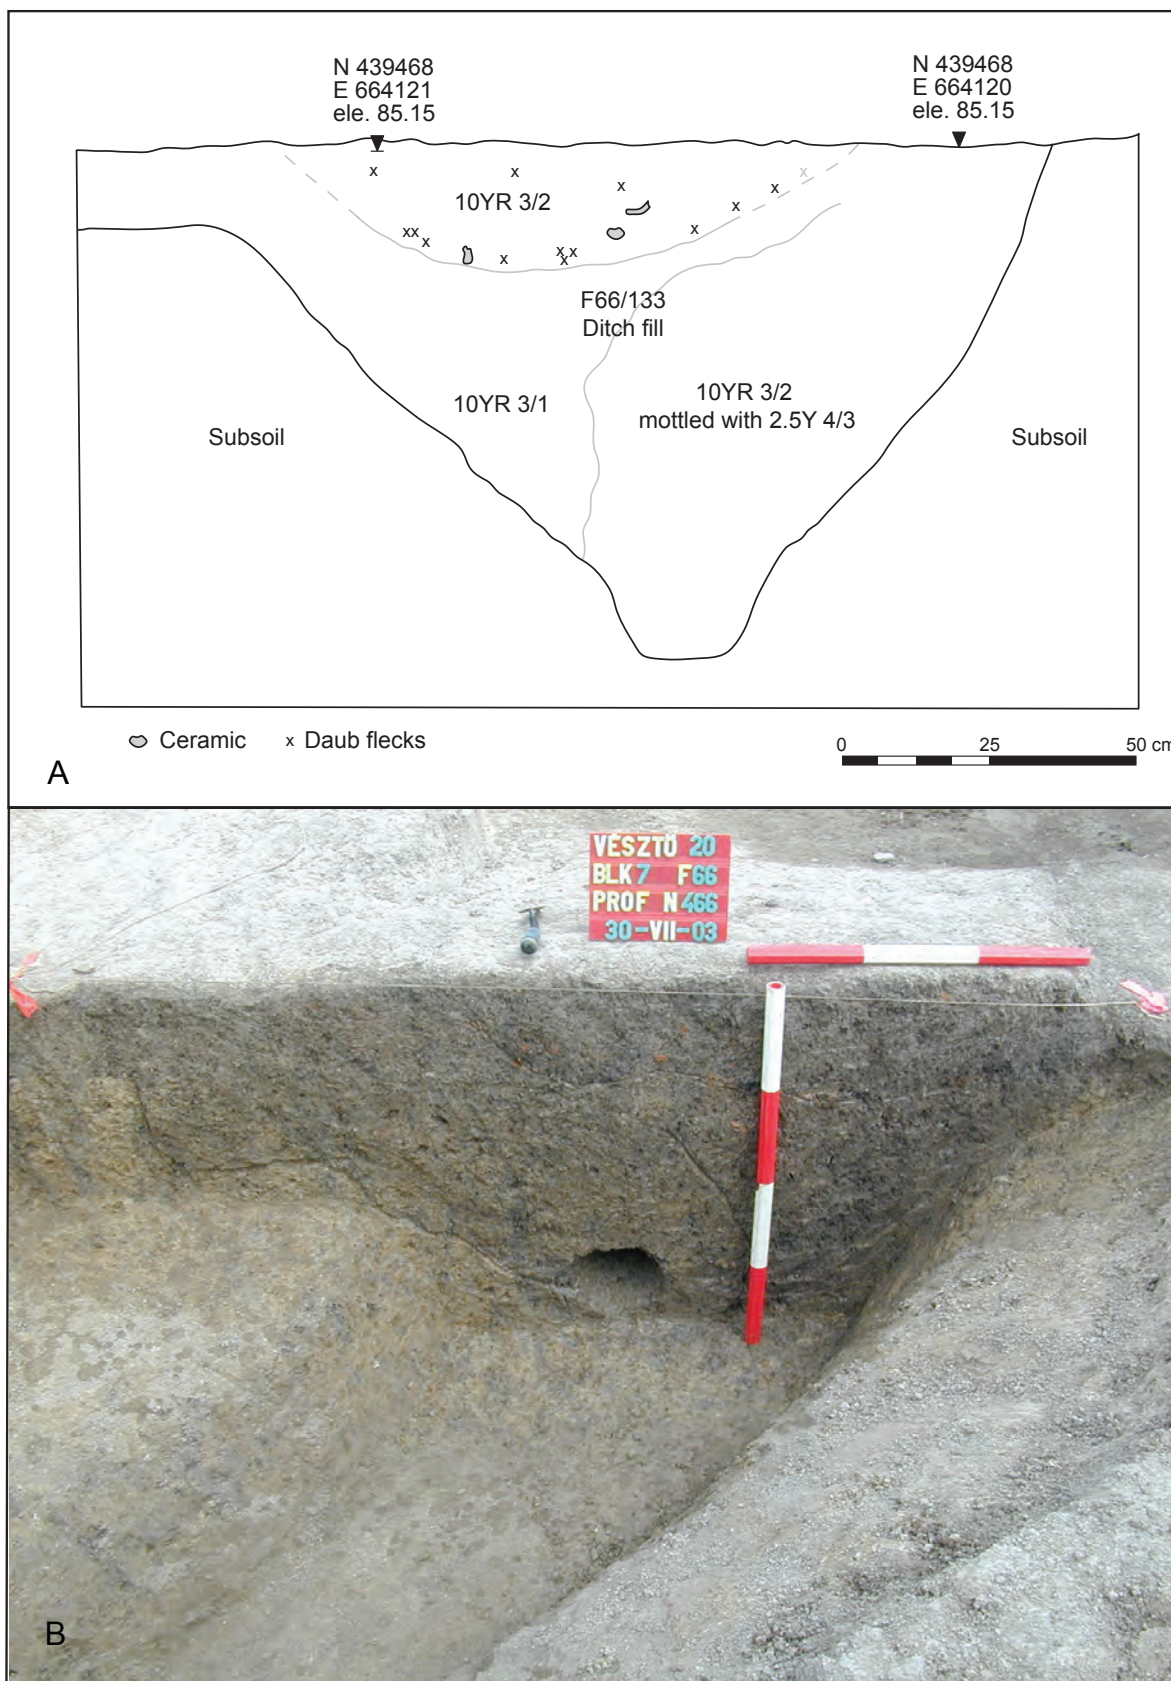 N 439468
E 664121
ele. 85.15
N 439468
E 664120
ele. 85.15
10YR 3/2
F66/133
Ditch fill
10YR 3/1
10YR 3/2
mottled with 2.5Y 4/3
Subsoil
Subsoil
Ceramic
x Daub flecks
0 25 50 cm
A
VÉSZTŐ 20
BLK 7 F66
PROF N 466
30-VII-03
B